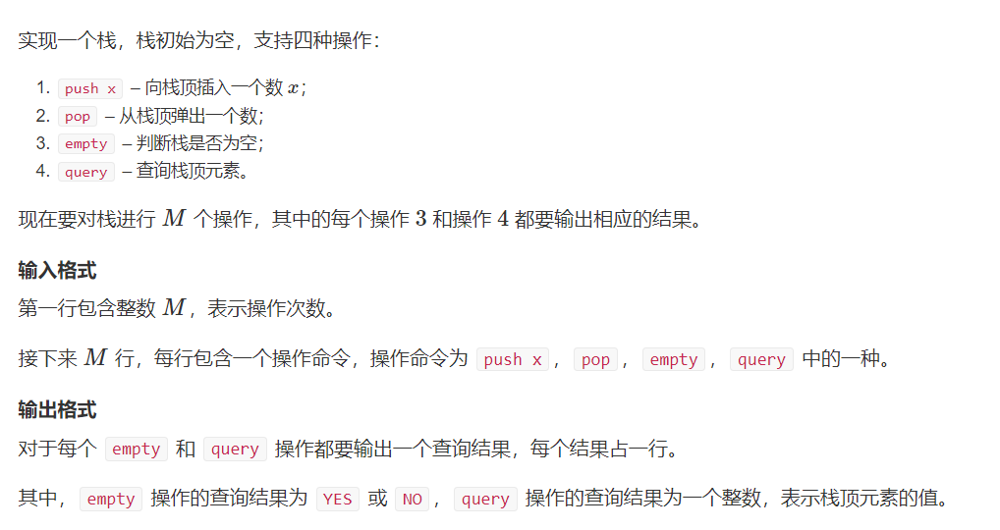 实现一个栈，栈初始为空，支持四种操作：
1. push x – 向栈顶插入一个数 x；
2. pop – 从栈顶弹出一个数；
3. empty – 判断栈是否为空；
4. query – 查询栈顶元素。
现在要对栈进行 M 个操作，其中的每个操作 3 和操作 4 都要输出相应的结果。
输入格式
第一行包含整数 M，表示操作次数。
接下来 M 行，每行包含一个操作命令，操作命令为 push x，pop，empty，query 中的一种。
输出格式
对于每个 empty 和 query 操作都要输出一个查询结果，每个结果占一行。
其中，empty 操作的查询结果为 YES 或 NO，query 操作的查询结果为一个整数，表示栈顶元素的值。